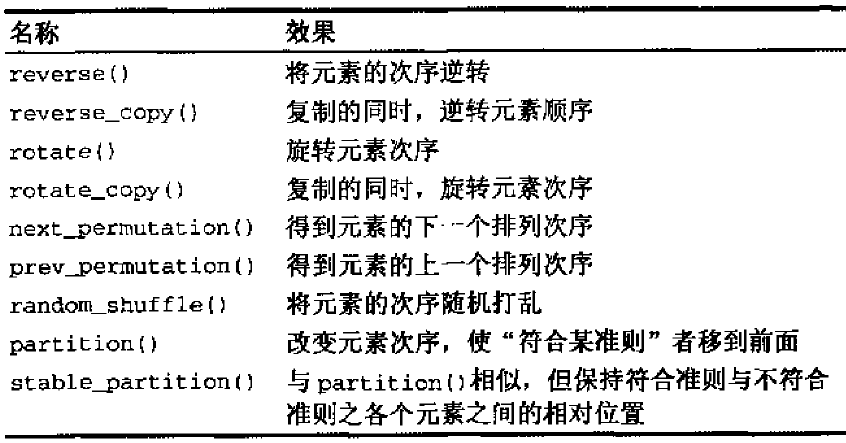 名称 效果
reverse() 将元素的次序逆转
reverse_copy() 复制的同时，逆转元素顺序
rotate() 旋转元素次序
rotate_copy() 复制的同时，旋转元素次序
next_permutation() 得到元素的下一个排列次序
prev_permutation() 得到元素的上一个排列次序
random_shuffle() 将元素的次序随机打乱
partition() 改变元素次序，使“符合某准则”者移到前面
stable_partition() 与partition()相似，但保持符合准则与不符合
准则之各个元素之间的相对位置